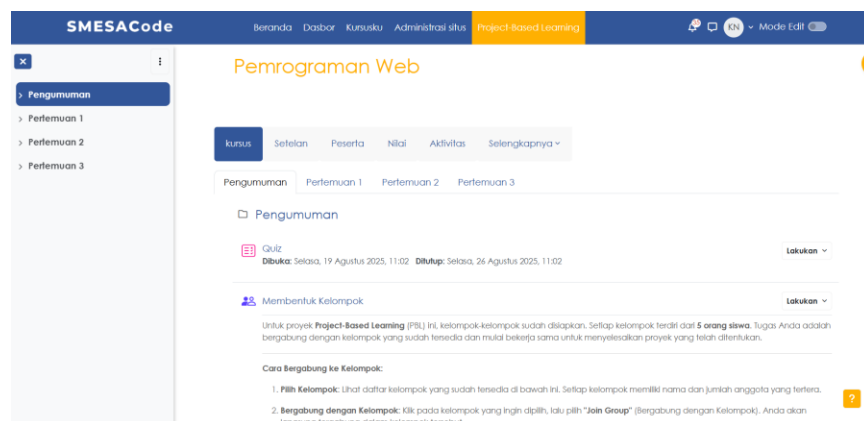 SMESACode
Beranda Dasbor Kursusku Administrasi situs Project-Based Learning
KN Mode Edit
Pengumuman
Pertemuan 1
Pertemuan 2
Pertemuan 3
Pemrograman Web
kursus Setelan Peserta Nilai Aktivitas Selengkapnya
Pengumuman Pertemuan 1 Pertemuan 2 Pertemuan 3
Pengumuman
Quiz
Lakukan
Dibuka: Selasa, 19 Agustus 2025, 11:02 Ditutup: Selasa, 26 Agustus 2025, 11:02
Membentuk Kelompok
Lakukan
Untuk proyek Project-Based Learning (PBL) ini, kelompok-kelompok sudah disiapkan. Setiap kelompok terdiri dari 5 orang siswa. Tugas Anda adalah
bergabung dengan kelompok yang sudah tersedia dan mulai bekerja sama untuk menyelesaikan proyek yang telah ditentukan.
Cara Bergabung ke Kelompok:
1. Pilih Kelompok: Lihat daftar kelompok yang sudah tersedia di bawah ini. Setiap kelompok memiliki nama dan jumlah anggota yang tertera.
?
2. Bergabung dengan Kelompok: Klik pada kelompok yang ingin dipilih, lalu pilih "Join Group" (Bergabung dengan Kelompok). Anda akan